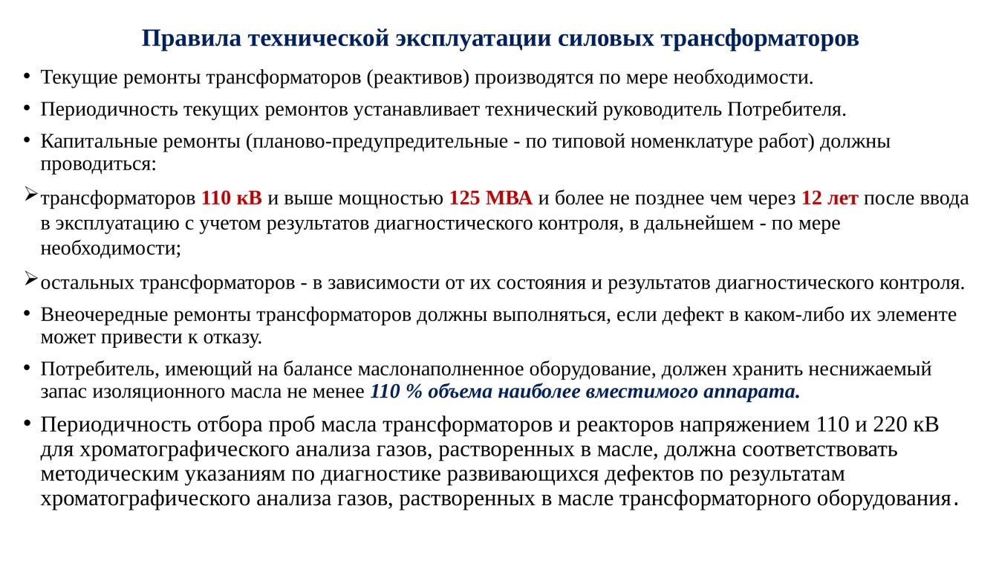 Правила технической эксплуатации силовых трансформаторов
• Текущие ремонты трансформаторов (реактивов) производятся по мере необходимости.
• Периодичность текущих ремонтов устанавливает технический руководитель Потребителя.
• Капитальные ремонты (планово-предупредительные - по типовой номенклатуре работ) должны
проводиться:
➢трансформаторов 110 кВ и выше мощностью 125 МВА и более не позднее чем через 12 лет после ввода
в эксплуатацию с учетом результатов диагностического контроля, в дальнейшем - по мере
необходимости;
➢остальных трансформаторов - в зависимости от их состояния и результатов диагностического контроля.
• Внеочередные ремонты трансформаторов должны выполняться, если дефект в каком-либо их элементе
может привести к отказу.
• Потребитель, имеющий на балансе маслонаполненное оборудование, должен хранить неснижаемый
запас изоляционного масла не менее 110 % объема наиболее вместимого аппарата.
• Периодичность отбора проб масла трансформаторов и реакторов напряжением 110 и 220 кВ
для хроматографического анализа газов, растворенных в масле, должна соответствовать
методическим указаниям по диагностике развивающихся дефектов по результатам
хроматографического анализа газов, растворенных в масле трансформаторного оборудования.